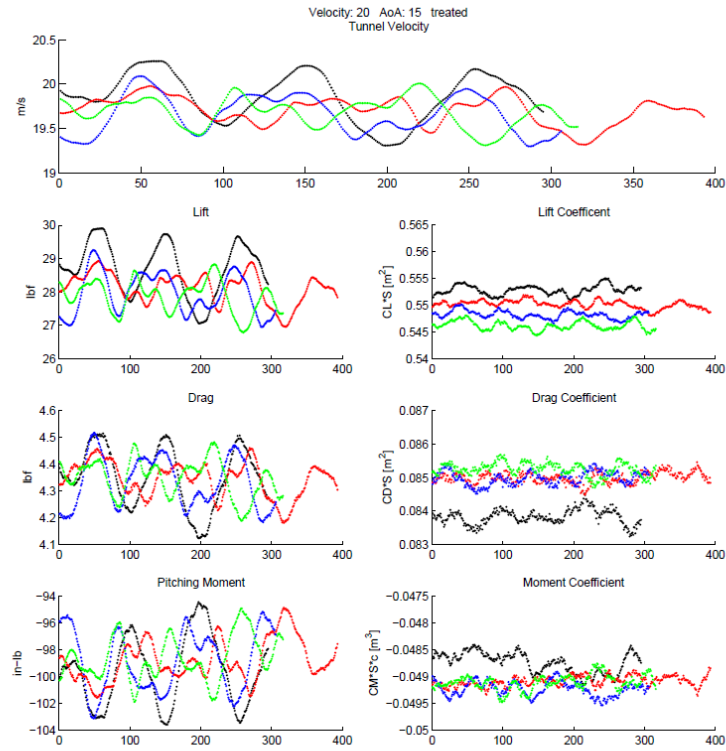 Velocity: 20 AoA: 15 treated
Tunnel Velocity
20.5
20
19.5
19
m/s
0 50 100 150 200 250 300 350 400
Lift
30
29
28
27
26
lbf
0 100 200 300 400
Lift Coefficent
0.565
0.56
0.555
0.55
0.545
0.54
CL*S [m²]
0 100 200 300 400
Drag
4.6
4.5
4.4
4.3
4.2
4.1
lbf
0 100 200 300 400
Drag Coefficient
0.087
0.086
0.085
0.084
0.083
CD*S [m²]
0 100 200 300 400
Pitching Moment
−94
−96
−98
−100
−102
−104
in−lb
0 100 200 300 400
Moment Coefficient
−0.0475
−0.048
−0.0485
−0.049
−0.0495
−0.05
CM*S*c [m³]
0 100 200 300 400